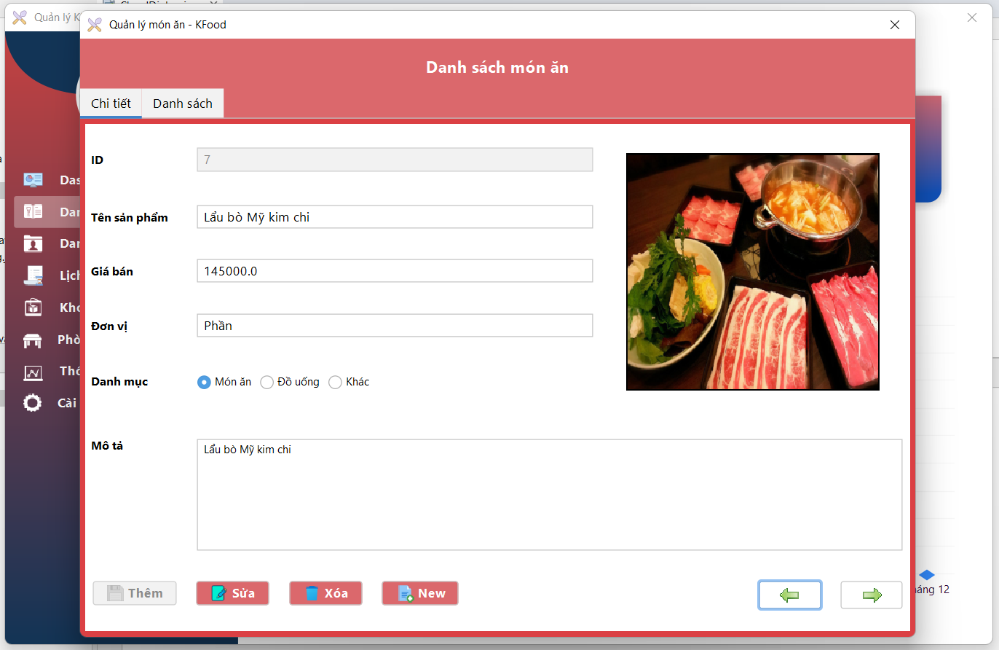 Quản lý K
Quản lý món ăn - KFood
Danh sách món ăn
Chi tiết
Danh sách
ID
7
Tên sản phẩm
Lẩu bò Mỹ kim chi
Giá bán
145000.0
Đơn vị
Phần
Danh mục
Món ăn
Đồ uống
Khác
Mô tả
Lẩu bò Mỹ kim chi
Thêm
Sửa
Xóa
New
Das
Dan
Dan
Lịch
Kho
Phò
Thố
Cài
áng 12